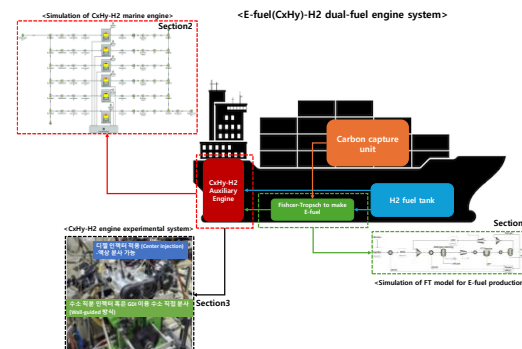 <E-fuel(CxHy)-H2 dual-fuel engine system>
<Simulation of CxHy-H2 marine engine>
Section2
Carbon capture
unit
CxHy-H2
Auxiliary
Engine
Fishcer-Tropsch to make
E-fuel
H2 fuel tank
<CxHy-H2 engine experimental system>
디젤 인젝터 적용 (Center injection)
-액상 분사 가능
수소 직분 인젝터 혹은 GDI 이용 수소 직접 분사
(Wall-guided 방식)
Section3
Section
<Simulation of FT model for E-fuel production